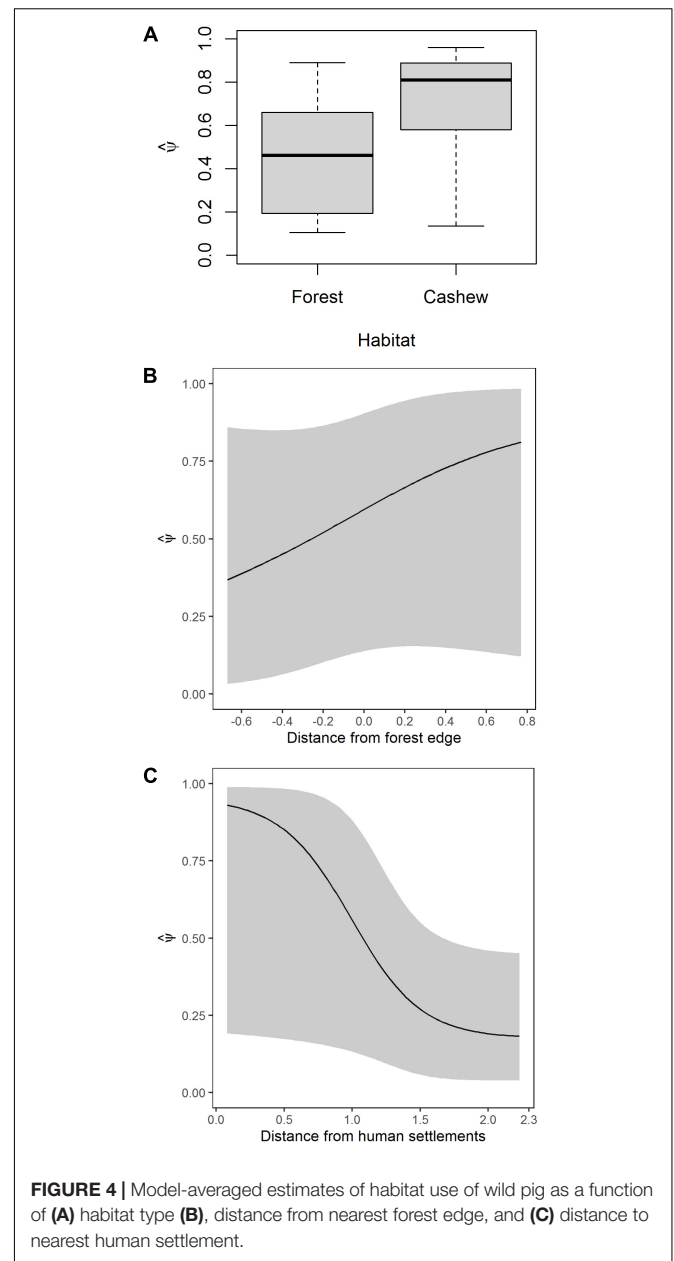 A
1.0
0.8
0.6
0.4
0.2
0.0
ψ̂
Forest Cashew
Habitat
B
1.00
0.75
0.50
0.25
0.00
ψ̂
-0.6 -0.4 -0.2 0.0 0.2 0.4 0.6 0.8
Distance from forest edge
C
1.00
0.75
0.50
0.25
0.00
ψ̂
0.0 0.5 1.0 1.5 2.0 2.3
Distance from human settlements
FIGURE 4 | Model-averaged estimates of habitat use of wild pig as a function
of (A) habitat type (B), distance from nearest forest edge, and (C) distance to
nearest human settlement.